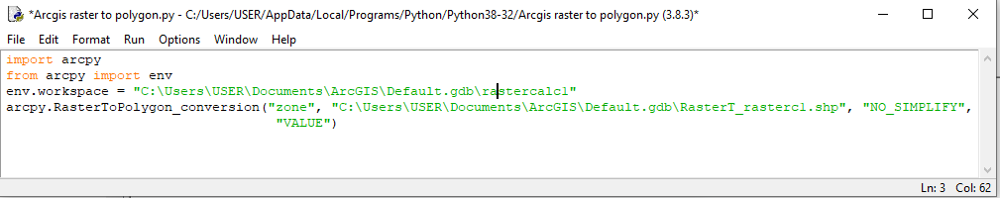 *Arcgis raster to polygon.py - C:/Users/USER/AppData/Local/Programs/Python/Python38-32/Arcgis raster to polygon.py (3.8.3)*
File Edit Format Run Options Window Help
import arcpy
from arcpy import env
env.workspace = "C:\Users\USER\Documents\ArcGIS\Default.gdb\rastercalc1"
arcpy.RasterToPolygon_conversion("zone", "C:\Users\USER\Documents\ArcGIS\Default.gdb\RasterT_rasterc1.shp", "NO_SIMPLIFY",
"VALUE")
Ln: 3 Col: 62